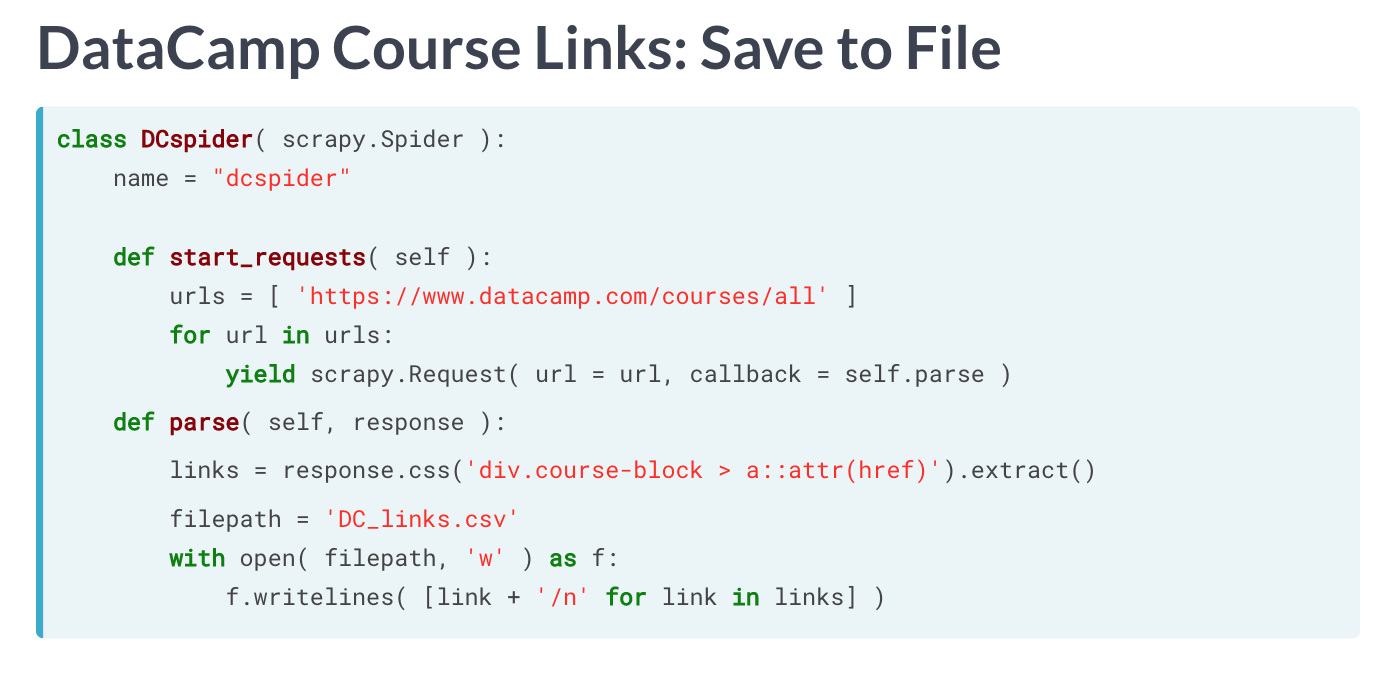 DataCamp Course Links: Save to File
class DCspider( scrapy.Spider ):
    name = "dcspider"

    def start_requests( self ):
        urls = [ 'https://www.datacamp.com/courses/all' ]
        for url in urls:
            yield scrapy.Request( url = url, callback = self.parse )
    def parse( self, response ):
        links = response.css('div.course-block > a::attr(href)').extract()
        filepath = 'DC_links.csv'
        with open( filepath, 'w' ) as f:
            f.writelines( [link + '/n' for link in links] )